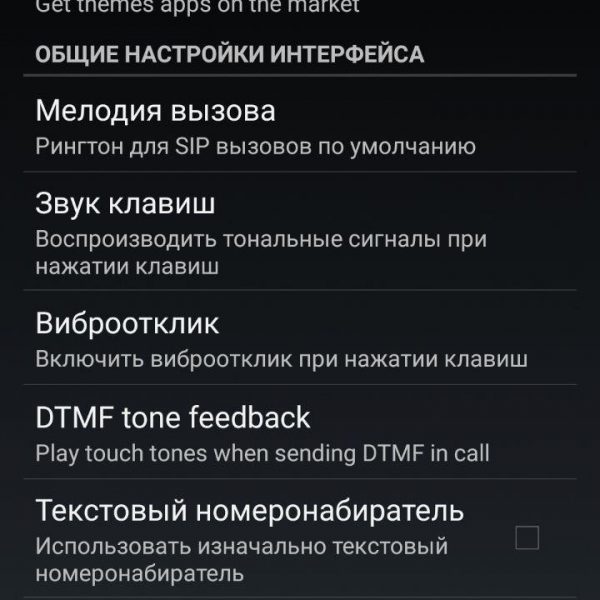 Get themes apps on the market
ОБЩИЕ НАСТРОЙКИ ИНТЕРФЕЙСА
Мелодия вызова
Рингтон для SIP вызовов по умолчанию
Звук клавиш
Воспроизводить тональные сигналы при
нажатии клавиш
Виброотклик
Включить виброотклик при нажатии клавиш
DTMF tone feedback
Play touch tones when sending DTMF in call
Текстовый номеронабиратель
Использовать изначально текстовый
номеронабиратель